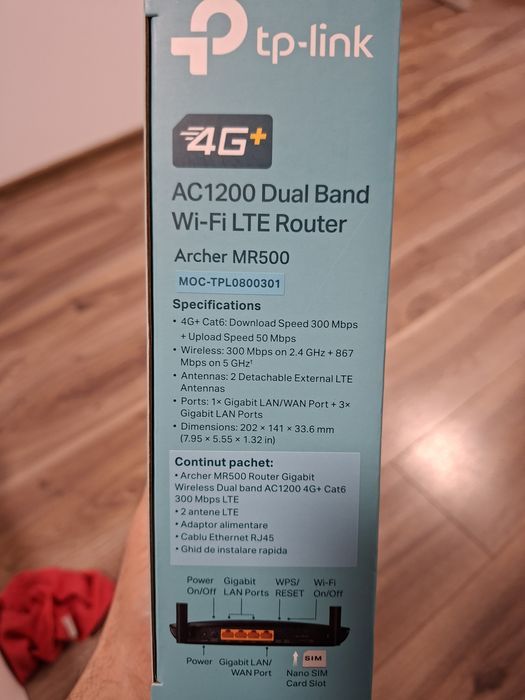 tp-link
4G+
AC1200 Dual Band
Wi-Fi LTE Router
Archer MR500
MOC-TPL0800301
Specifications
• 4G+ Cat6: Download Speed 300 Mbps
+ Upload Speed 50 Mbps
• Wireless: 300 Mbps on 2.4 GHz + 867
Mbps on 5 GHz†
• Antennas: 2 Detachable External LTE
Antennas
• Ports: 1× Gigabit LAN/WAN Port + 3×
Gigabit LAN Ports
• Dimensions: 202 × 141 × 33.6 mm
(7.95 × 5.55 × 1.32 in)
Continut pachet:
• Archer MR500 Router Gigabit
Wireless Dual band AC1200 4G+ Cat6
300 Mbps LTE
• 2 antene LTE
• Adaptor alimentare
• Cablu Ethernet RJ45
• Ghid de instalare rapida
Power On/Off
Gigabit LAN Ports
WPS/ RESET
Wi-Fi On/Off
Power
Gigabit LAN/ WAN Port
SIM
Nano SIM Card Slot